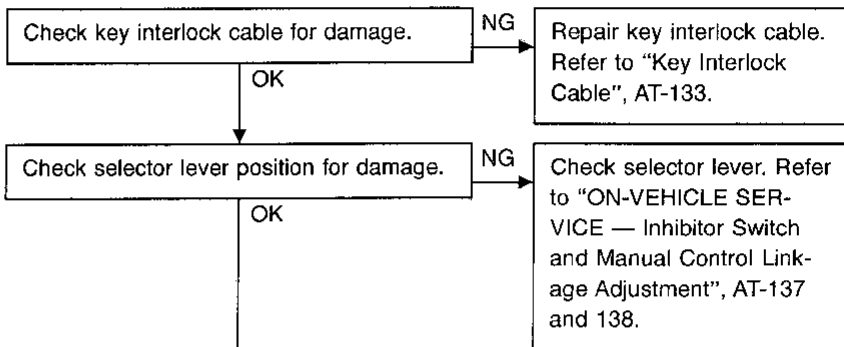 Check key interlock cable for damage.
NG
Repair key interlock cable.
Refer to “Key Interlock
Cable”, AT-133.
OK
Check selector lever position for damage.
NG
Check selector lever. Refer
to “ON-VEHICLE SER-
VICE — Inhibitor Switch
and Manual Control Link-
age Adjustment”, AT-137
and 138.
OK